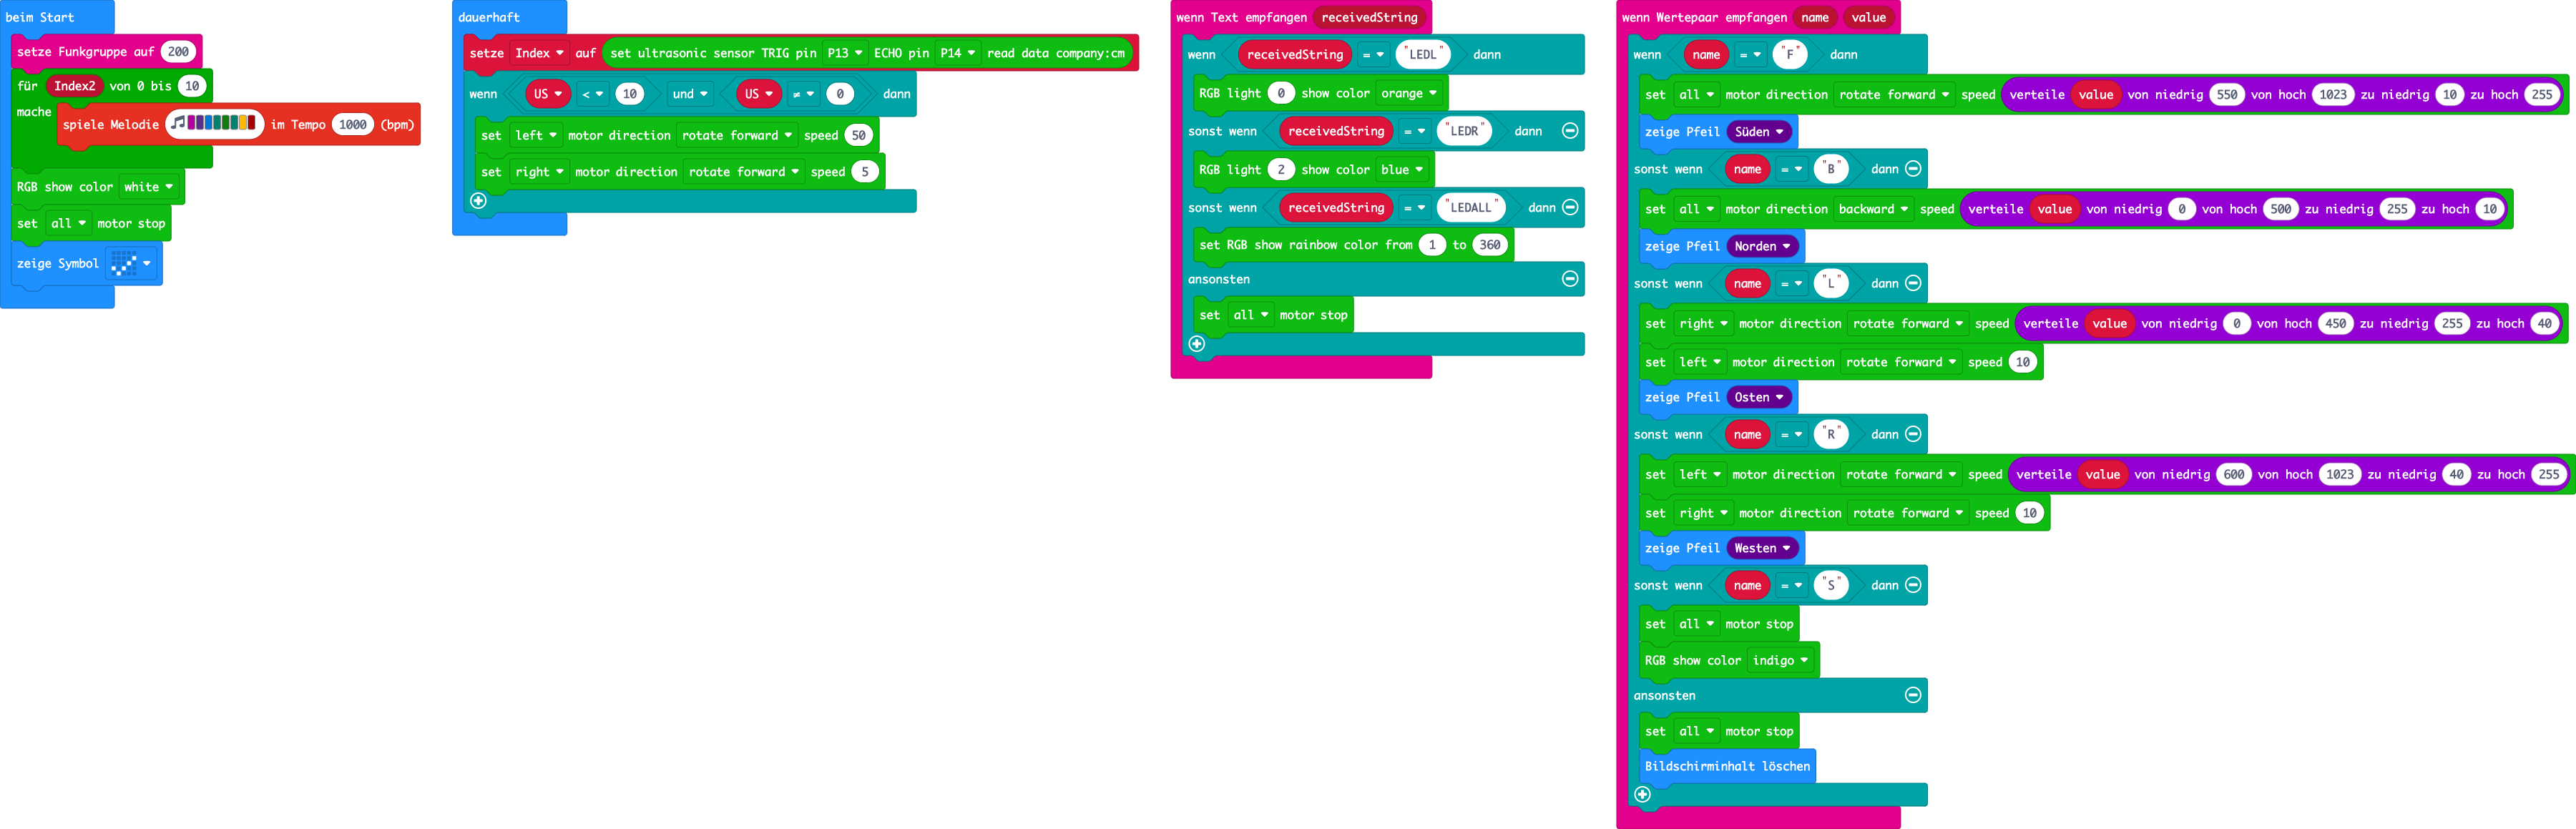 beim Start
setze Funkgruppe auf 200
für Index2 von 0 bis 10
mache
spiele Melodie im Tempo 1000 (bpm)
RGB show color white
set all motor stop
zeige Symbol
dauerhaft
setze Index auf set ultrasonic sensor TRIG pin P13 ECHO pin P14 read data company:cm
wenn US < 10 und US ≠ 0 dann
set left motor direction rotate forward speed 50
set right motor direction rotate forward speed 5
wenn Text empfangen receivedString
wenn receivedString = "LEDL" dann
RGB light 0 show color orange
sonst wenn receivedString = "LEDR" dann
RGB light 2 show color blue
sonst wenn receivedString = "LEDALL" dann
set RGB show rainbow color from 1 to 360
ansonsten
set all motor stop
wenn Wertepaar empfangen name value
wenn name = "F" dann
set all motor direction rotate forward speed verteile value von niedrig 550 von hoch 1023 zu niedrig 10 zu hoch 255
zeige Pfeil Süden
sonst wenn name = "B" dann
set all motor direction backward speed verteile value von niedrig 0 von hoch 500 zu niedrig 255 zu hoch 10
zeige Pfeil Norden
sonst wenn name = "L" dann
set right motor direction rotate forward speed verteile value von niedrig 0 von hoch 450 zu niedrig 255 zu hoch 40
set left motor direction rotate forward speed 10
zeige Pfeil Osten
sonst wenn name = "R" dann
set left motor direction rotate forward speed verteile value von niedrig 600 von hoch 1023 zu niedrig 40 zu hoch 255
set right motor direction rotate forward speed 10
zeige Pfeil Westen
sonst wenn name = "S" dann
set all motor stop
RGB show color indigo
ansonsten
set all motor stop
Bildschirminhalt löschen